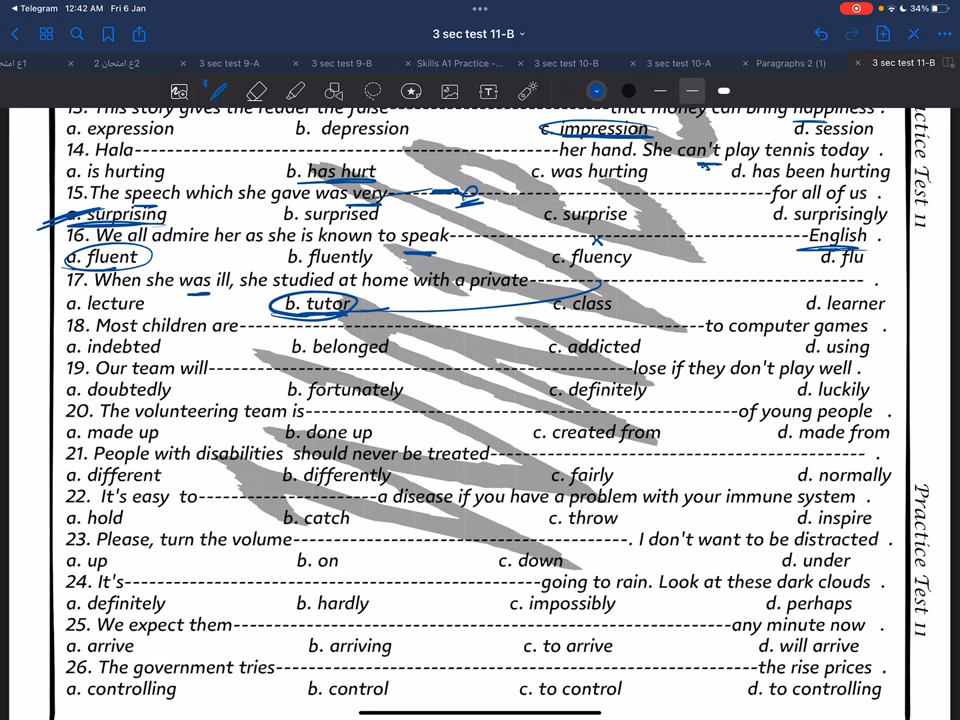 ◀ Telegram 12:42 AM Fri 6 Jan 34%
3 sec test 11-B
3 sec test 9-A 3 sec test 9-B Skills A1 Practice -... 3 sec test 10-B 3 sec test 10-A Paragraphs 2 (1) 3 sec test 11-B
that money can bring happiness .
a. expression b. depression c. impression d. session
14. Hala---her hand. She can't play tennis today .
a. is hurting b. has hurt c. was hurting d. has been hurting
15.The speech which she gave was very---for all of us .
a. surprising b. surprised c. surprise d. surprisingly
16. We all admire her as she is known to speak---English .
a. fluent b. fluently c. fluency d. flu
17. When she was ill, she studied at home with a private--- .
a. lecture b. tutor c. class d. learner
18. Most children are---to computer games .
a. indebted b. belonged c. addicted d. using
19. Our team will---lose if they don't play well .
a. doubtedly b. fortunately c. definitely d. luckily
20. The volunteering team is---of young people .
a. made up b. done up c. created from d. made from
21. People with disabilities should never be treated--- .
a. different b. differently c. fairly d. normally
22. It's easy to---a disease if you have a problem with your immune system .
a. hold b. catch c. throw d. inspire
23. Please, turn the volume---. I don't want to be distracted .
a. up b. on c. down d. under
24. It's---going to rain. Look at these dark clouds .
a. definitely b. hardly c. impossibly d. perhaps
25. We expect them---any minute now .
a. arrive b. arriving c. to arrive d. will arrive
26. The government tries---the rise prices .
a. controlling b. control c. to control d. to controlling
Practice Test 11